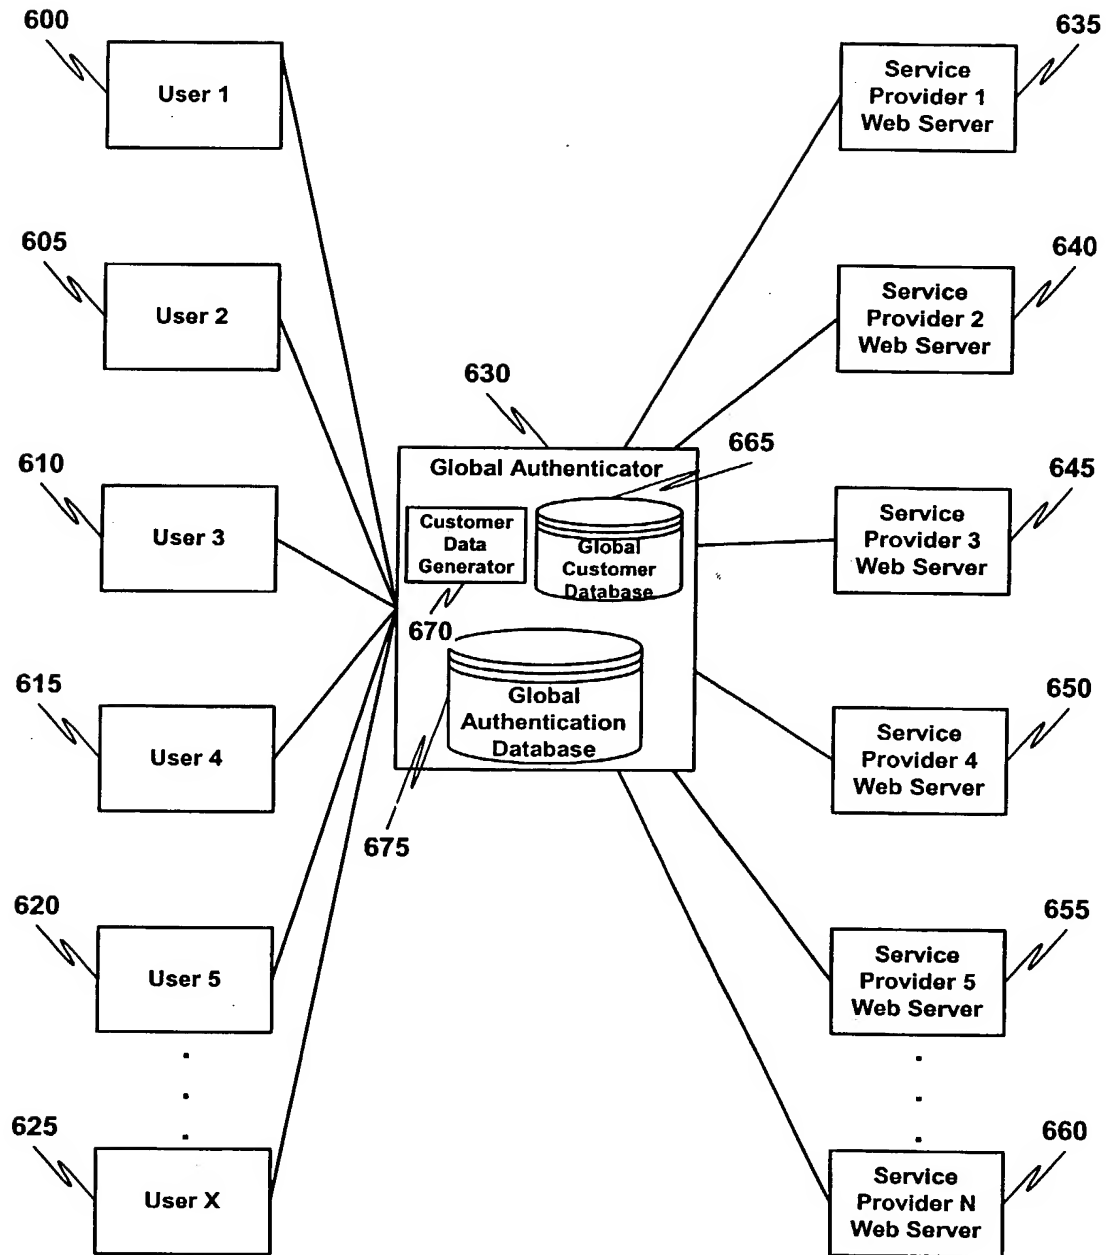 600
User 1
605
User 2
610
User 3
615
User 4
620
User 5
625
User X
630
Global Authenticator
665
Customer
Data
Generator
670
Global
Customer
Database
Global
Authentication
Database
675
635
Service
Provider 1
Web Server
640
Service
Provider 2
Web Server
645
Service
Provider 3
Web Server
650
Service
Provider 4
Web Server
655
Service
Provider 5
Web Server
660
Service
Provider N
Web Server